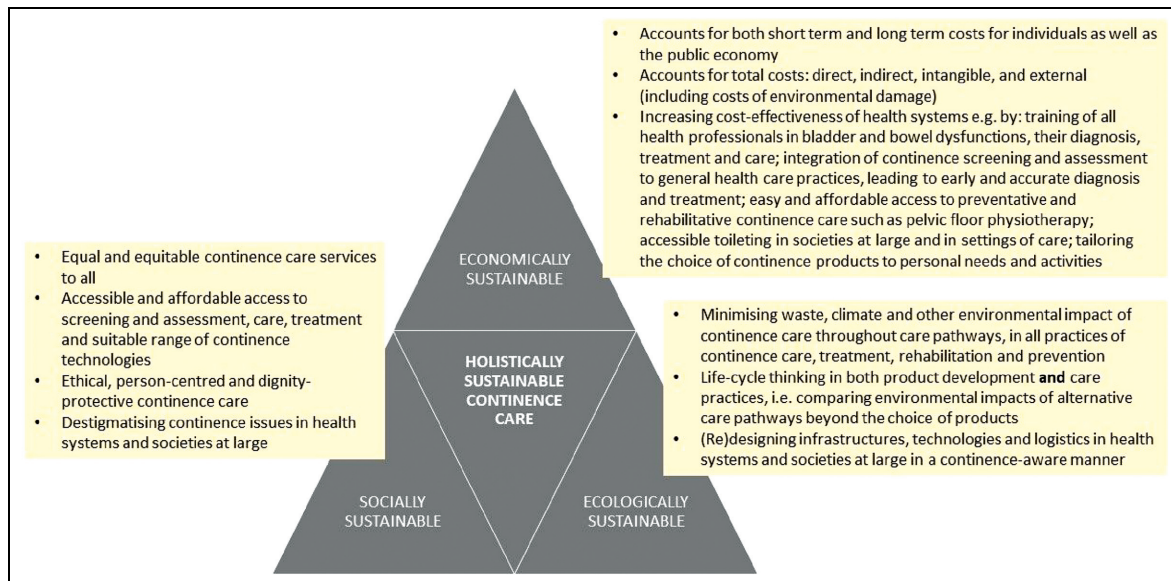 • Accounts for both short term and long term costs for individuals as well as
the public economy
• Accounts for total costs: direct, indirect, intangible, and external
(including costs of environmental damage)
• Increasing cost-effectiveness of health systems e.g. by: training of all
health professionals in bladder and bowel dysfunctions, their diagnosis,
treatment and care; integration of continence screening and assessment
to general health care practices, leading to early and accurate diagnosis
and treatment; easy and affordable access to preventative and
rehabilitative continence care such as pelvic floor physiotherapy;
accessible toileting in societies at large and in settings of care; tailoring
the choice of continence products to personal needs and activities
ECONOMICALLY
SUSTAINABLE
• Equal and equitable continence care services
to all
• Accessible and affordable access to
screening and assessment, care, treatment
and suitable range of continence
technologies
• Ethical, person-centred and dignity-
protective continence care
• Destigmatising continence issues in health
systems and societies at large
HOLISTICALLY
SUSTAINABLE
CONTINENCE
CARE
• Minimising waste, climate and other environmental impact of
continence care throughout care pathways, in all practices of
continence care, treatment, rehabilitation and prevention
• Life-cycle thinking in both product development and care
practices, i.e. comparing environmental impacts of alternative
care pathways beyond the choice of products
• (Re)designing infrastructures, technologies and logistics in health
systems and societies at large in a continence-aware manner
SOCIALLY
SUSTAINABLE
ECOLOGICALLY
SUSTAINABLE